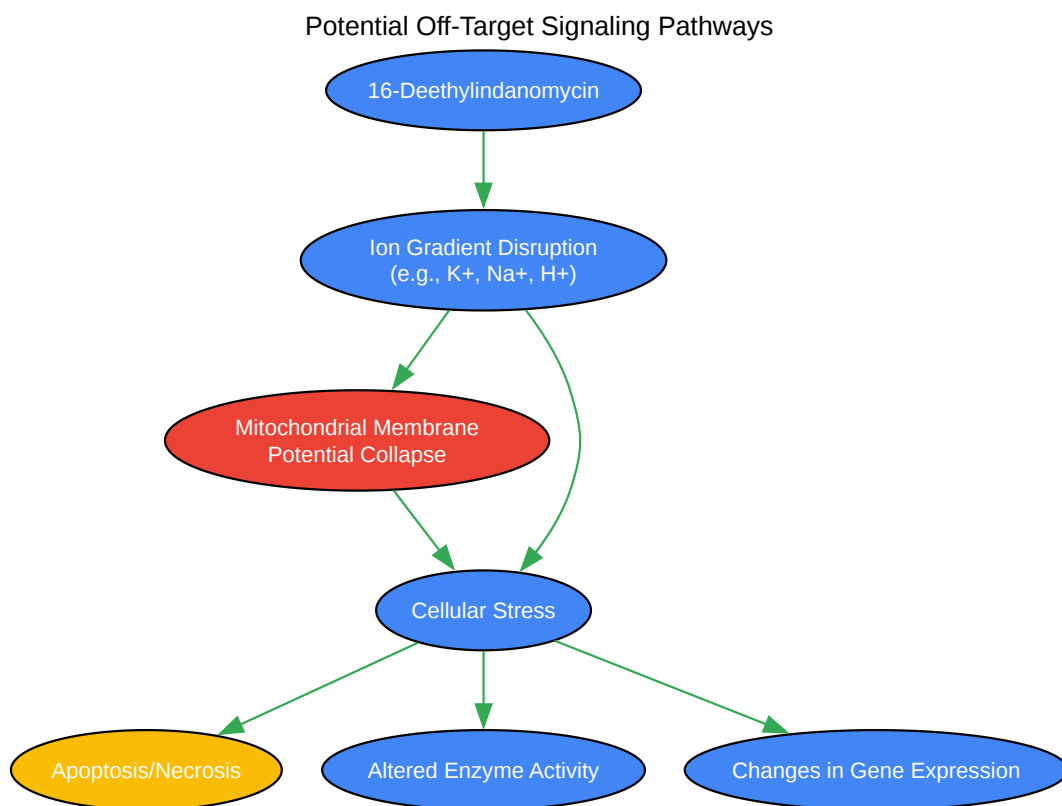 Potential Off-Target Signaling Pathways
16-Deethylindanomycin
Ion Gradient Disruption
(e.g., K+, Na+, H+)
Mitochondrial Membrane
Potential Collapse
Cellular Stress
Apoptosis/Necrosis
Altered Enzyme Activity
Changes in Gene Expression